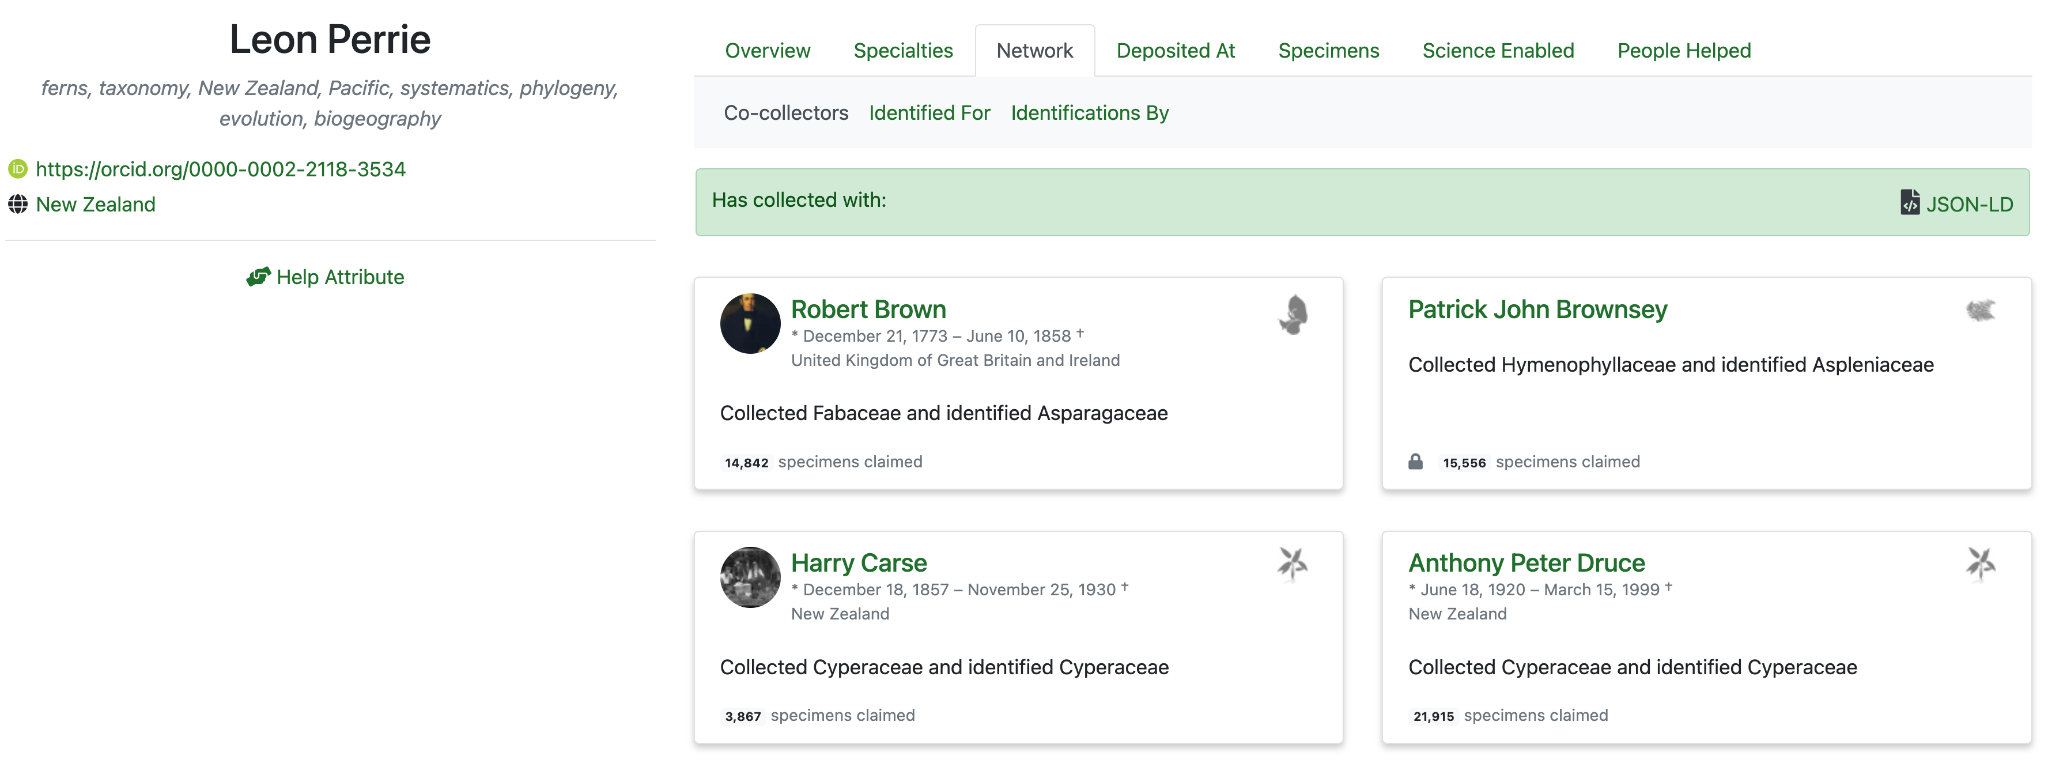 Leon Perrie
ferns, taxonomy, New Zealand, Pacific, systematics, phylogeny,
evolution, biogeography
iD https://orcid.org/0000-0002-2118-3534
New Zealand
Help Attribute
Overview Specialties Network Deposited At Specimens Science Enabled People Helped
Co-collectors Identified For Identifications By
Has collected with: JSON-LD
Robert Brown
* December 21, 1773 – June 10, 1858 †
United Kingdom of Great Britain and Ireland
Collected Fabaceae and identified Asparagaceae
14,842 specimens claimed
Patrick John Brownsey
Collected Hymenophyllaceae and identified Aspleniaceae
15,556 specimens claimed
Harry Carse
* December 18, 1857 – November 25, 1930 †
New Zealand
Collected Cyperaceae and identified Cyperaceae
3,867 specimens claimed
Anthony Peter Druce
* June 18, 1920 – March 15, 1999 †
New Zealand
Collected Cyperaceae and identified Cyperaceae
21,915 specimens claimed